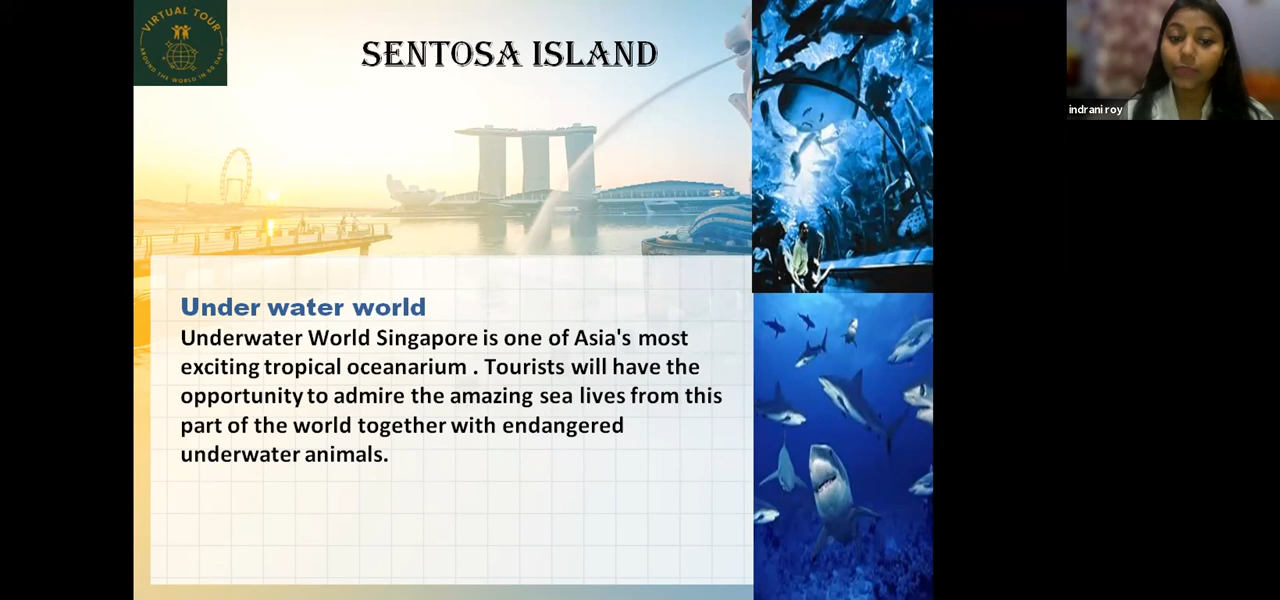 VIRTUAL TOUR
AROUND THE WORLD IN 80 DAYS
SENTOSA ISLAND
indrani roy
Under water world
Underwater World Singapore is one of Asia's most
exciting tropical oceanarium . Tourists will have the
opportunity to admire the amazing sea lives from this
part of the world together with endangered
underwater animals.